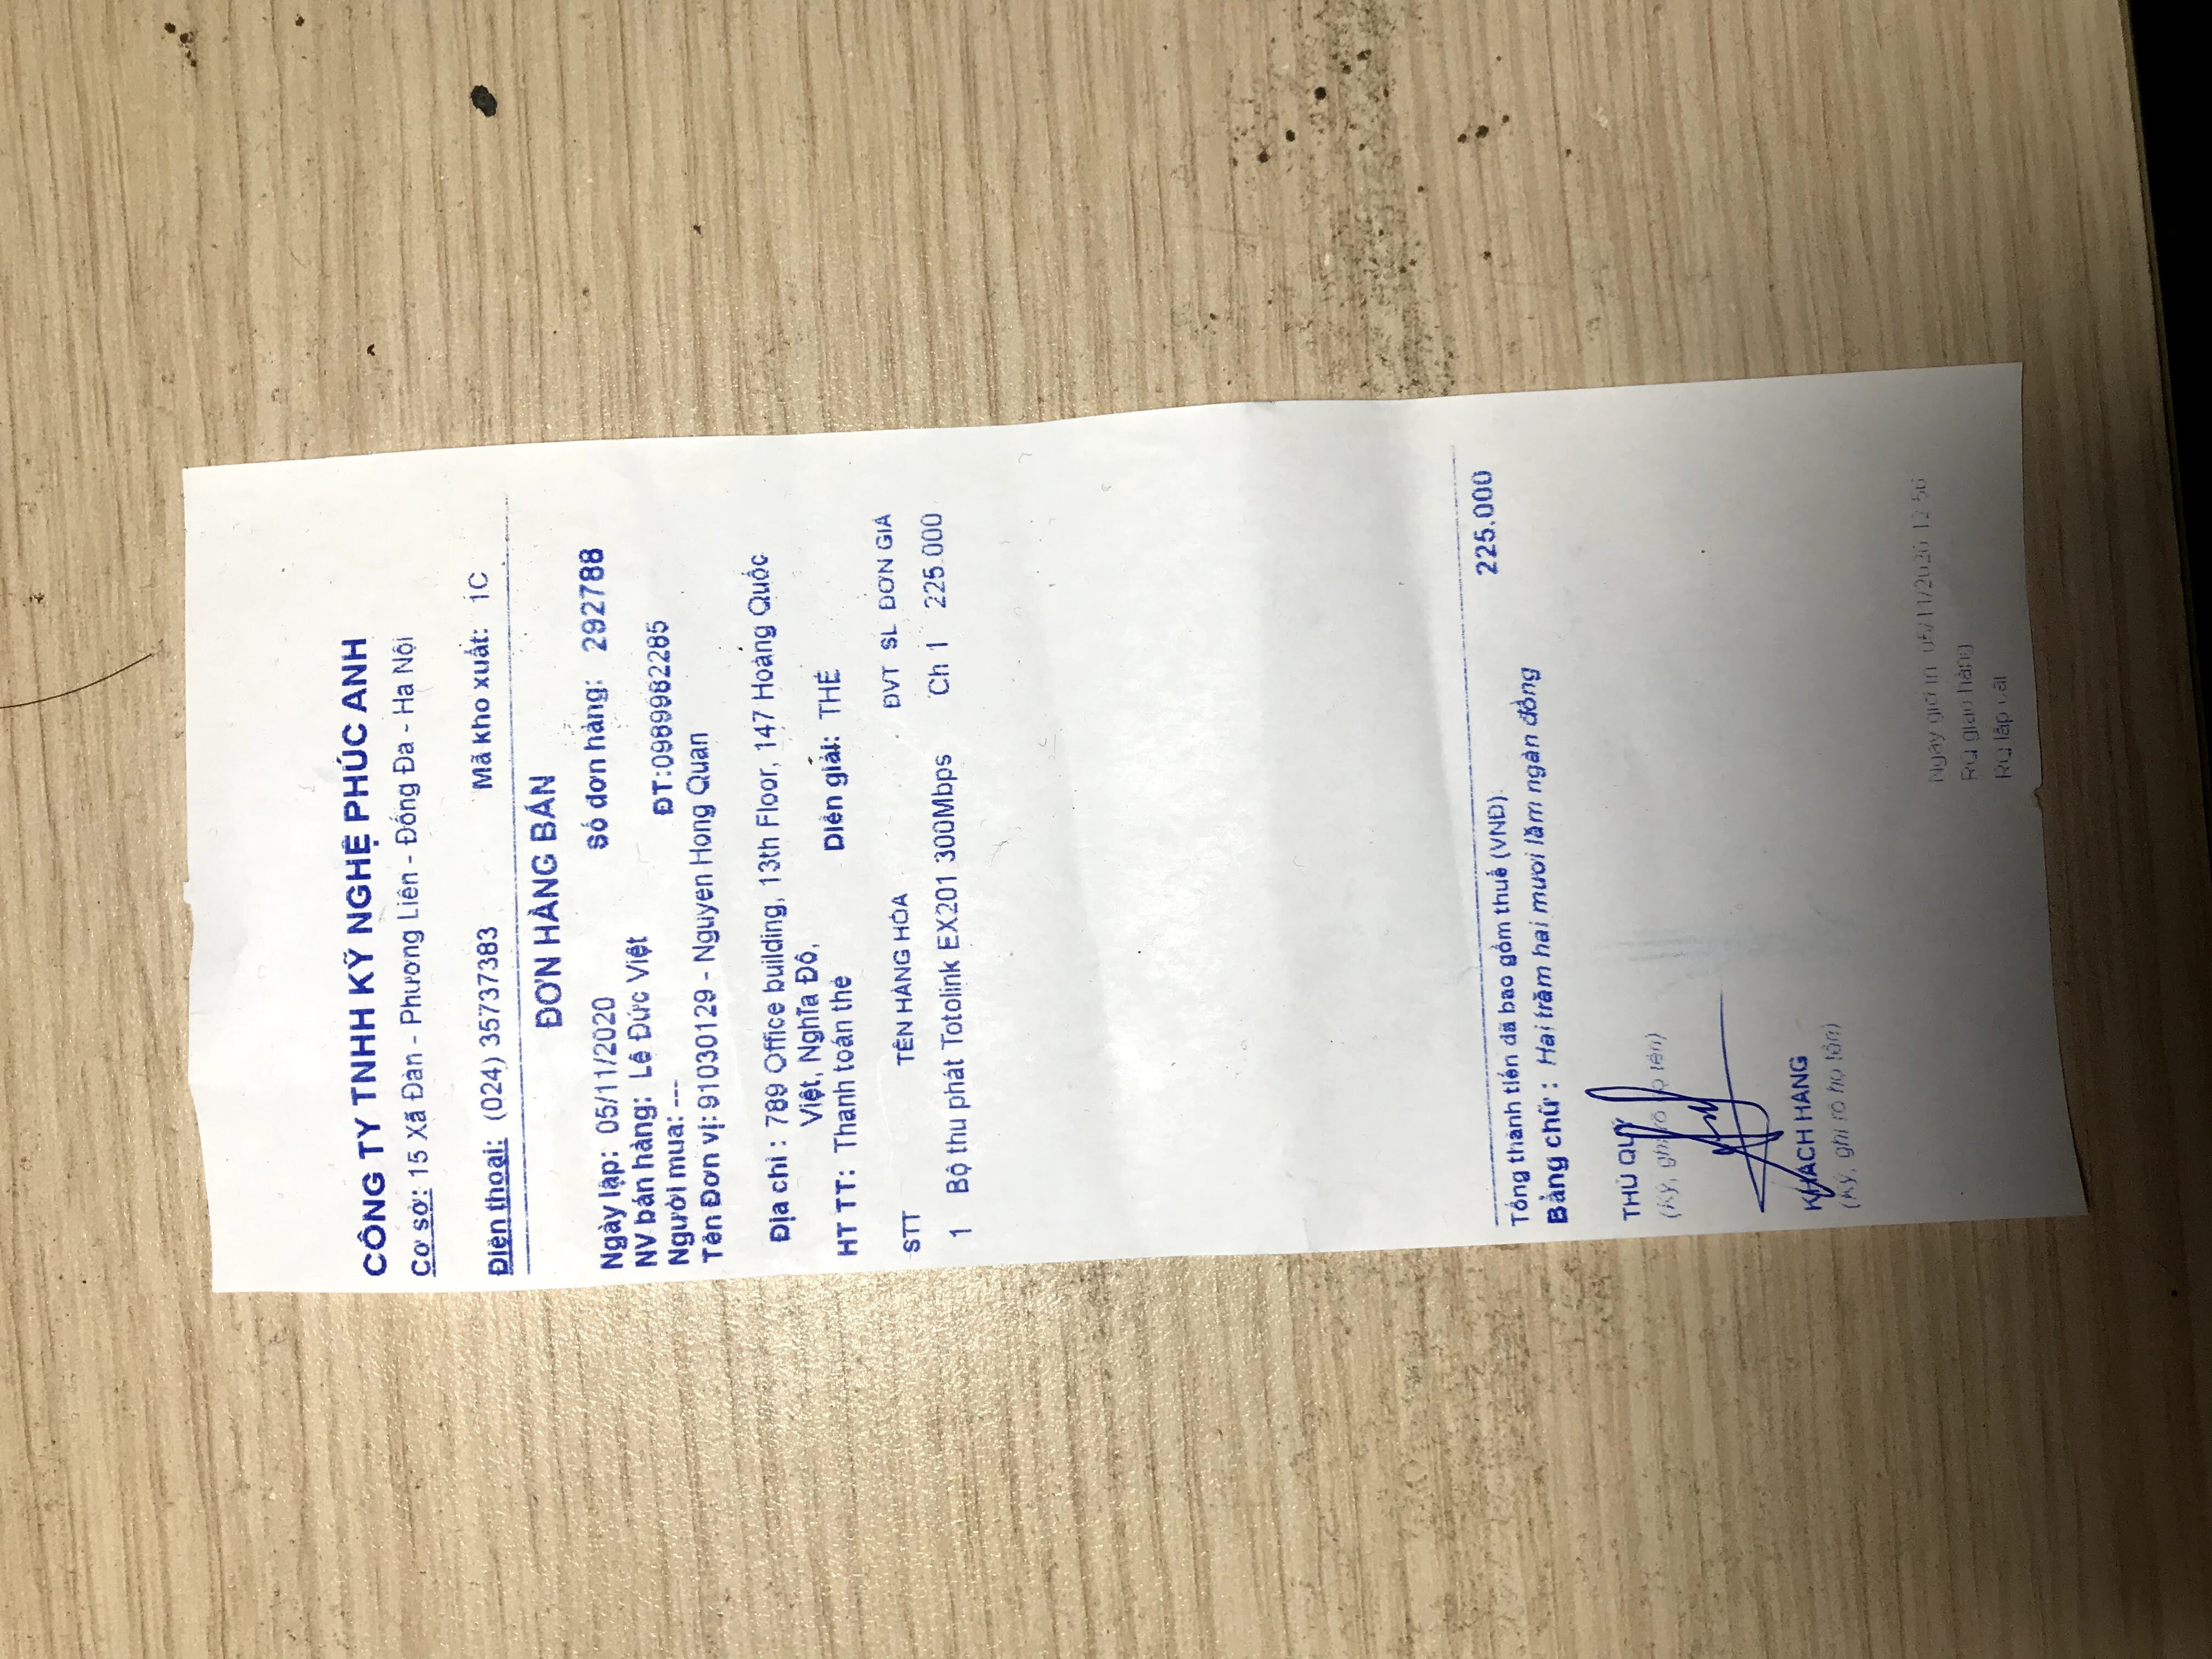 CÔNG TY TNHH KỸ NGHỆ PHÚC ANH
Cơ sở: 15 Xã Đàn - Phương Liên - Đống Đa - Hà Nội
Điện thoại: (024) 35737383 Mã kho xuất: 1C
ĐƠN HÀNG BÁN
Ngày lập: 05/11/2020 Số đơn hàng: 292788
NV bán hàng: Lê Đức Việt
Người mua: --- ĐT:0989982285
Tên Đơn vị: 91030129 - Nguyen Hong Quan
Địa chỉ : 789 Office building, 13th Floor, 147 Hoàng Quốc
Việt, Nghĩa Đô,
HT TT: Thanh toán thẻ Diễn giải: THẺ
STT TÊN HÀNG HÓA ĐVT SL ĐƠN GIÁ
1 Bộ thu phát Totolink EX201 300Mbps Ch 1 225.000
Tổng thành tiền đã bao gồm thuế (VNĐ). 225.000
Bằng chữ : Hai trăm hai mươi lăm ngàn đồng
THỦ QUỸ
(Ký, ghi rõ họ tên)
KHÁCH HÀNG
(Ký, ghi rõ họ tên)
Ngày giờ in 05/11/2020 12:56
RQ giao hàng
RQ lắp đặt